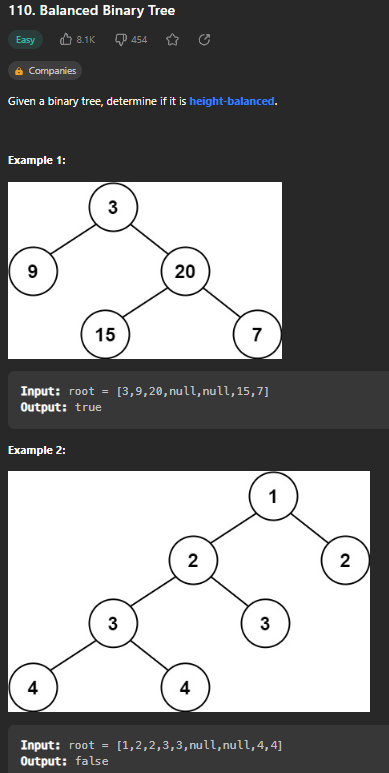 110. Balanced Binary Tree
Easy 8.1K 454
Companies
Given a binary tree, determine if it is height-balanced.
Example 1:
3
9 20
15 7
Input: root = [3,9,20,null,null,15,7]
Output: true
Example 2:
1
2 2
3 3
4 4
Input: root = [1,2,2,3,3,null,null,4,4]
Output: false